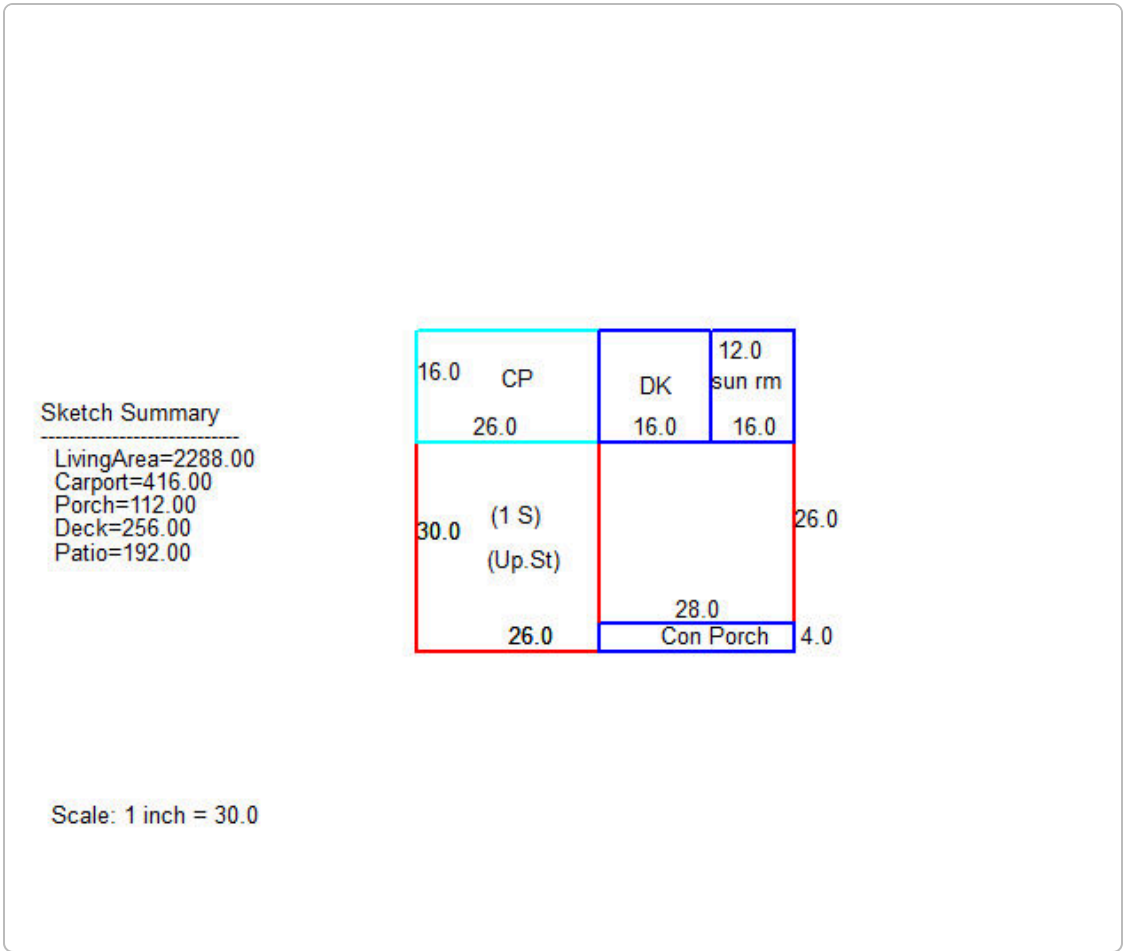 Sketch Summary
----------------------------
LivingArea=2288.00
Carport=416.00
Porch=112.00
Deck=256.00
Patio=192.00
16.0
CP
26.0
DK
16.0
12.0
sun rm
16.0
30.0
(1 S)
(Up.St)
26.0
26.0
28.0
Con Porch
4.0
Scale: 1 inch = 30.0